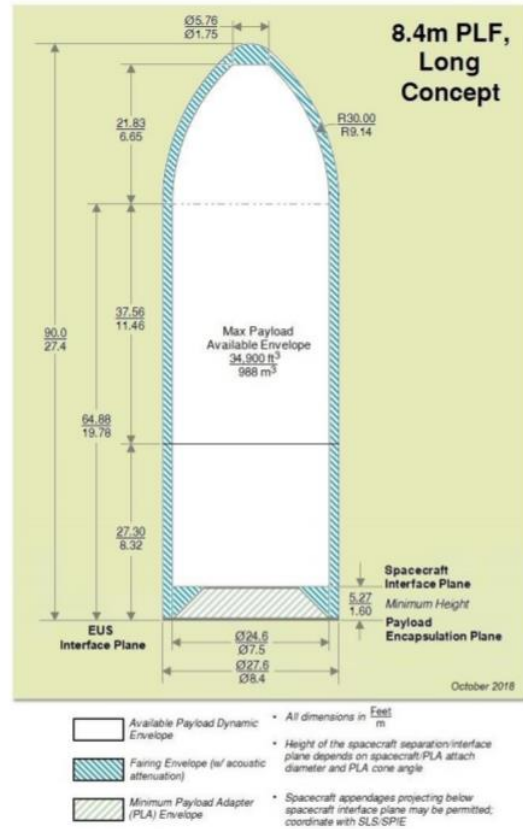 8.4m PLF,
Long
Concept
Ø5.76
Ø1.75
21.83
6.65
R30.00
R9.14
37.56
11.46
90.0
27.4
Max Payload
Available Envelope
34,900 ft³
988 m³
64.88
19.78
27.30
8.32
Spacecraft
Interface Plane
5.27
1.60
Minimum Height
Payload
Encapsulation Plane
EUS
Interface Plane
Ø24.6
Ø7.5
Ø27.6
Ø8.4
October 2018
Available Payload Dynamic
Envelope
Fairing Envelope (w/ acoustic
attenuation)
Minimum Payload Adapter
(PLA) Envelope
• All dimensions in Feet
m
• Height of the spacecraft separation/interface
plane depends on spacecraft/PLA attach
diameter and PLA cone angle
• Spacecraft appendages projecting below
spacecraft interface plane may be permitted;
coordinate with SLS/SPIE